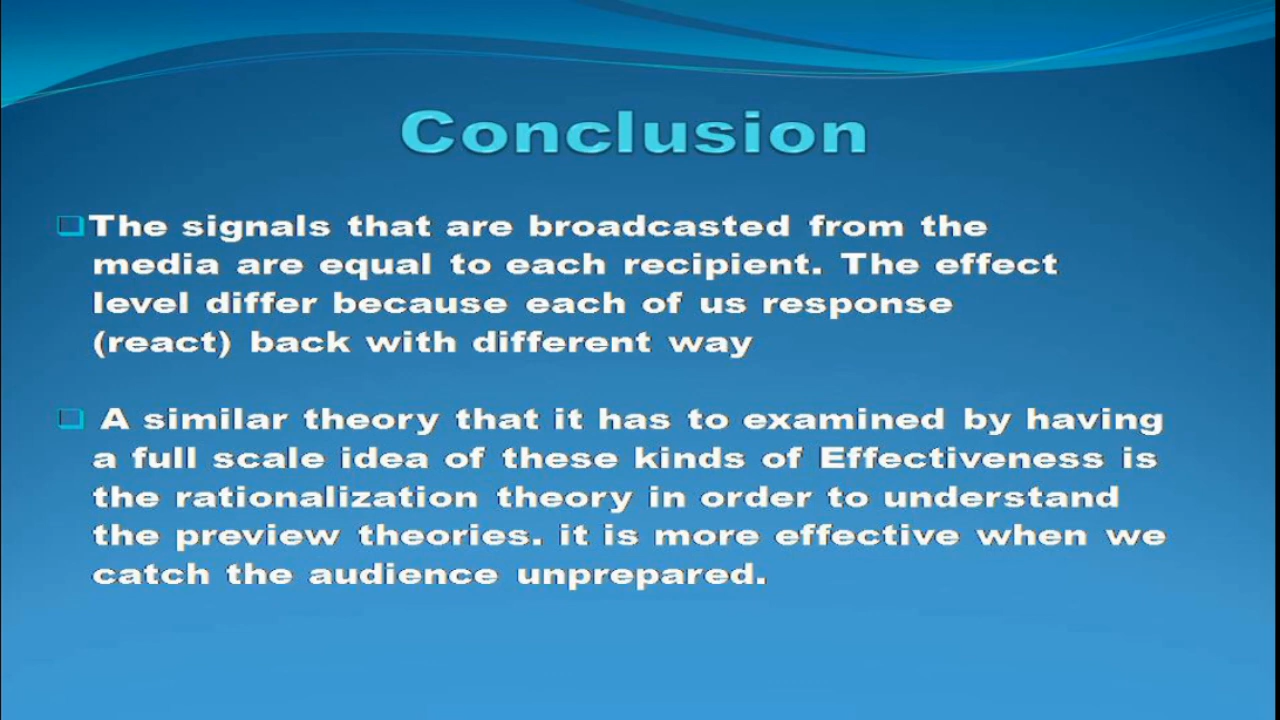 Conclusion
The signals that are broadcasted from the
media are equal to each recipient. The effect
level differ because each of us response
(react) back with different way
A similar theory that it has to examined by having
a full scale idea of these kinds of Effectiveness is
the rationalization theory in order to understand
the preview theories. it is more effective when we
catch the audience unprepared.